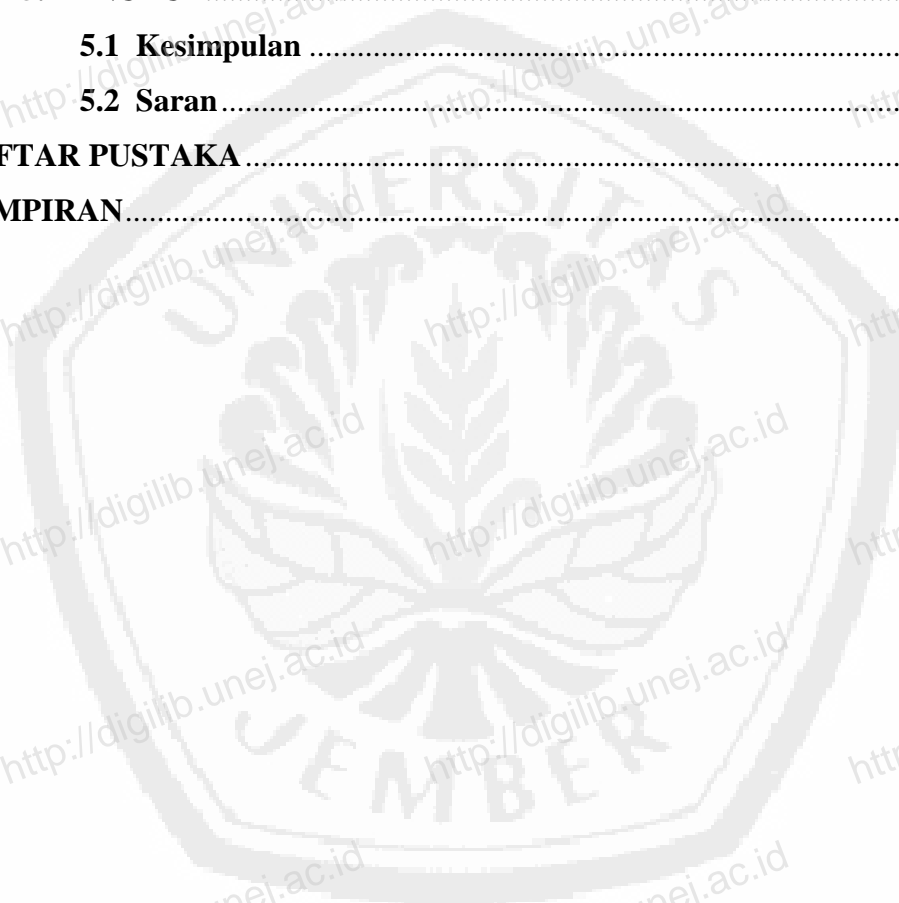 5.1 Kesimpulan ........................................................................
5.2 Saran ........................................................................
FTAR PUSTAKA ........................................................................
MPIRAN ........................................................................
UNIVERSITAS
JEMBER
http://digilib.unej.ac.id
http://digilib.unej.ac.id
http://digilib.unej.ac.id
http://digilib.unej.ac.id
http://digilib.unej.ac.id
http://digilib.unej.ac.id
http://digilib.unej.ac.id
http://digilib.unej.ac.id